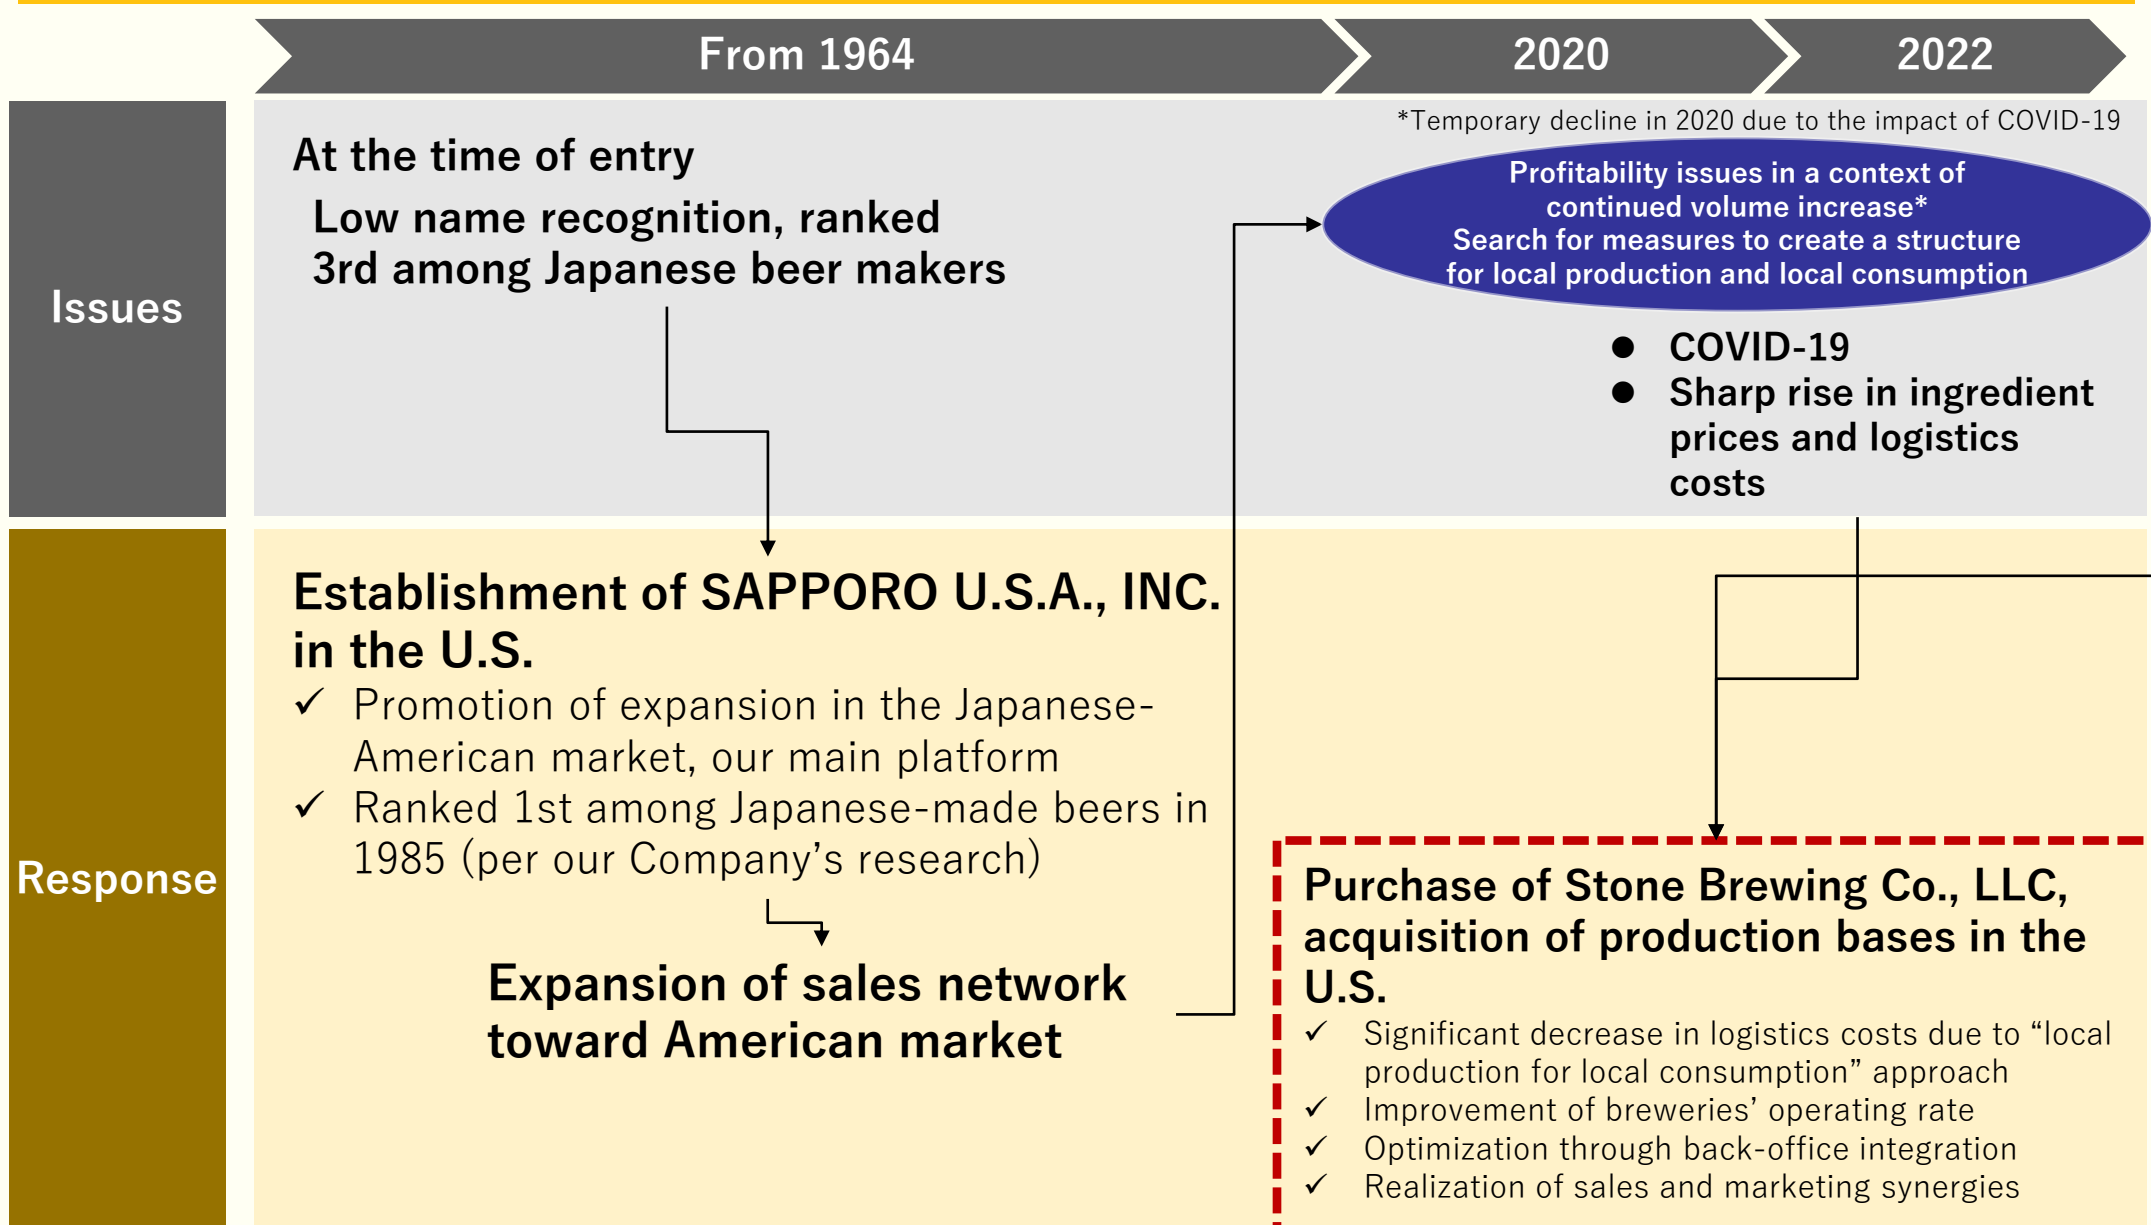 From 1964
2020
2022
Issues
At the time of entry
Low name recognition, ranked
3rd among Japanese beer makers
*Temporary decline in 2020 due to the impact of COVID-19
Profitability issues in a context of
continued volume increase*
Search for measures to create a structure
for local production and local consumption
● COVID-19
● Sharp rise in ingredient
prices and logistics
costs
Response
Establishment of SAPPORO U.S.A., INC.
in the U.S.
✓ Promotion of expansion in the Japanese-
American market, our main platform
✓ Ranked 1st among Japanese-made beers in
1985 (per our Company’s research)
Expansion of sales network
toward American market
Purchase of Stone Brewing Co., LLC,
acquisition of production bases in the
U.S.
✓ Significant decrease in logistics costs due to “local
production for local consumption” approach
✓ Improvement of breweries’ operating rate
✓ Optimization through back-office integration
✓ Realization of sales and marketing synergies